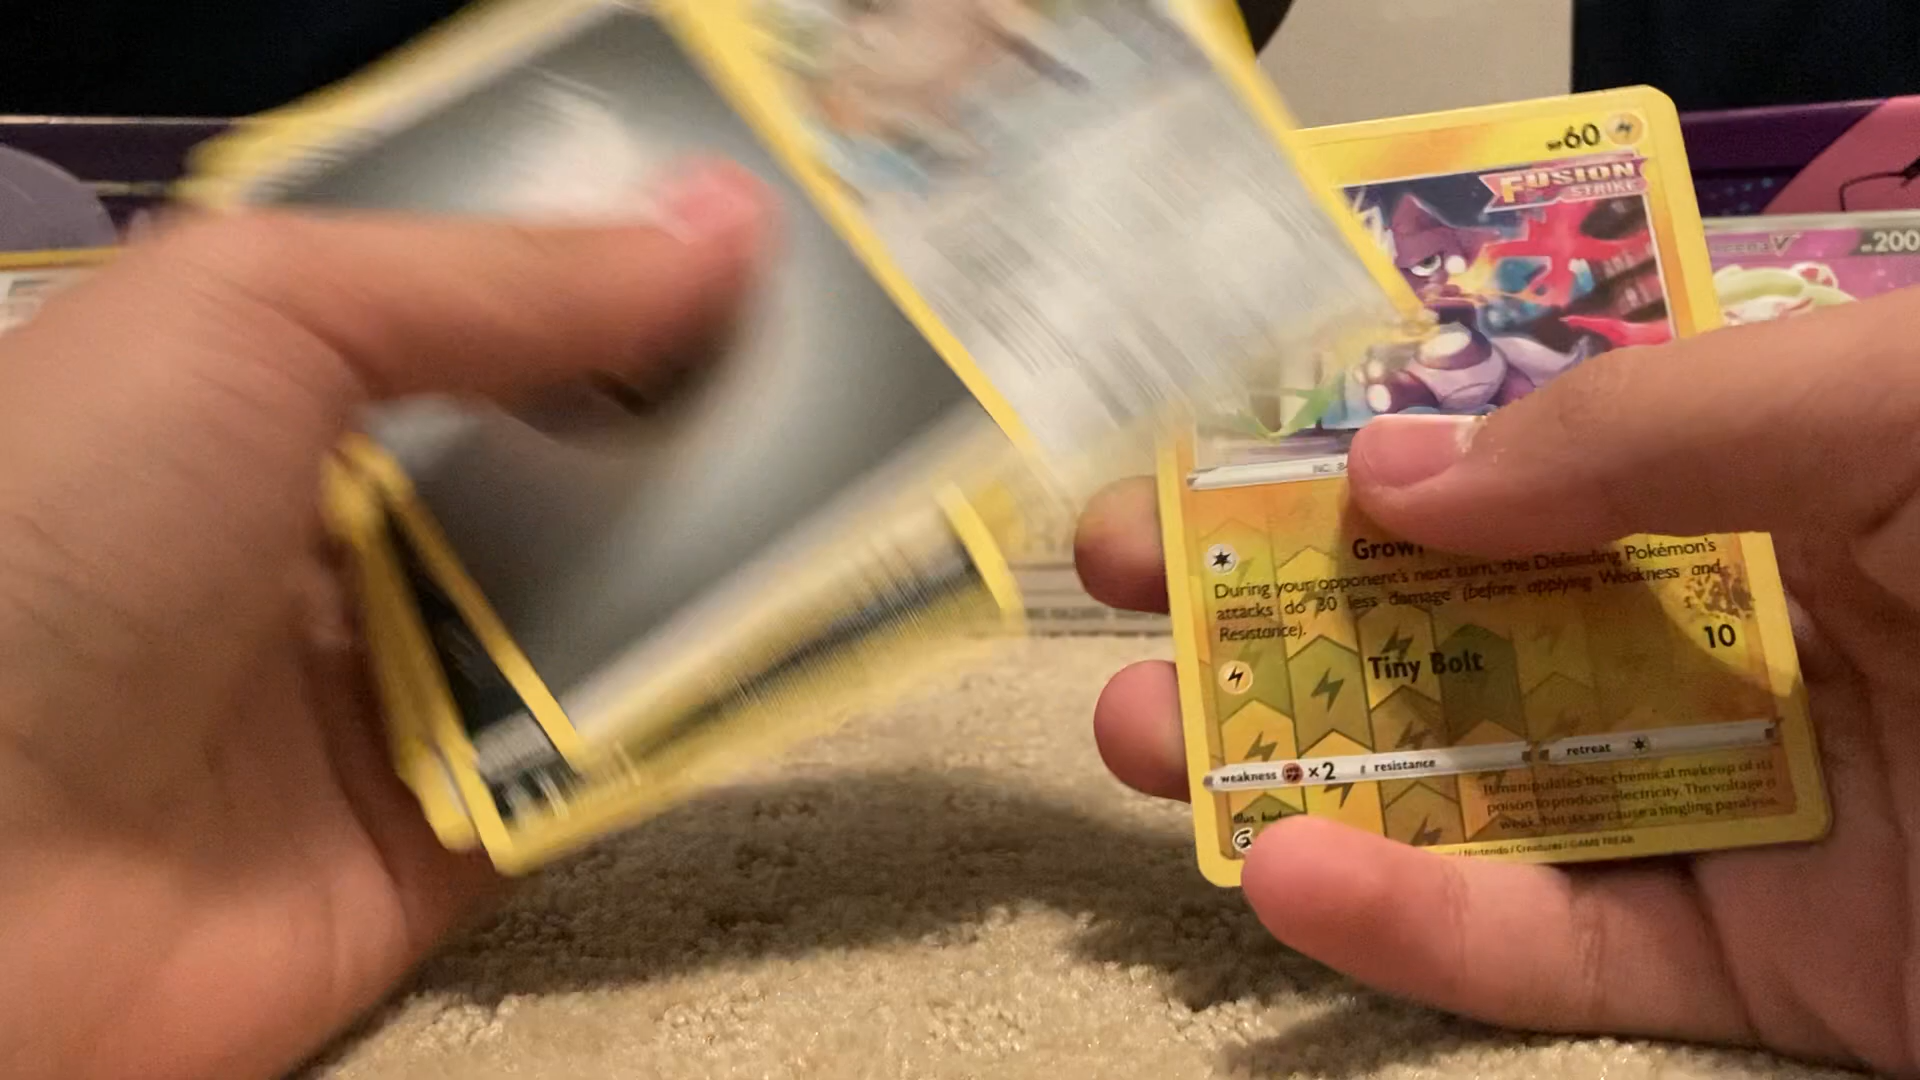 60
FUSION
STRIKE
V
200
Growl
During your opponent's next turn, the Defending Pokémon's
attacks do 30 less damage (before applying Weakness and
Resistance).
Tiny Bolt 10
weakness ×2 resistance retreat
It manipulates the chemical makeup of its
poison to produce electricity. The voltage is
weak, but it can cause a tingling paralysis.
Illus.
G
/ Nintendo / Creatures / GAME FREAK